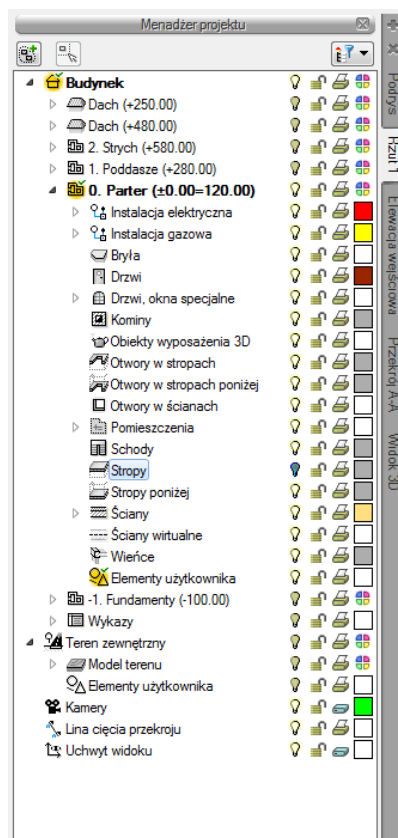 Menadżer projektu
Budynek
Dach (+250.00)
Dach (+480.00)
2. Strych (+580.00)
1. Poddasze (+280.00)
0. Parter (±0.00=120.00)
Instalacja elektryczna
Instalacja gazowa
Bryła
Drzwi
Drzwi, okna specjalne
Kominy
Obiekty wyposażenia 3D
Otwory w stropach
Otwory w stropach poniżej
Otwory w ścianach
Pomieszczenia
Schody
Stropy
Stropy poniżej
Ściany
Ściany wirtualne
Wieńce
Elementy użytkownika
-1. Fundamenty (-100.00)
Wykazy
Teren zewnętrzny
Model terenu
Elementy użytkownika
Kamery
Lina cięcia przekroju
Uchwyt widoku
Podrys
Rzut 1
Elewacja wejściowa
Przekrój A-A
Widok 3D